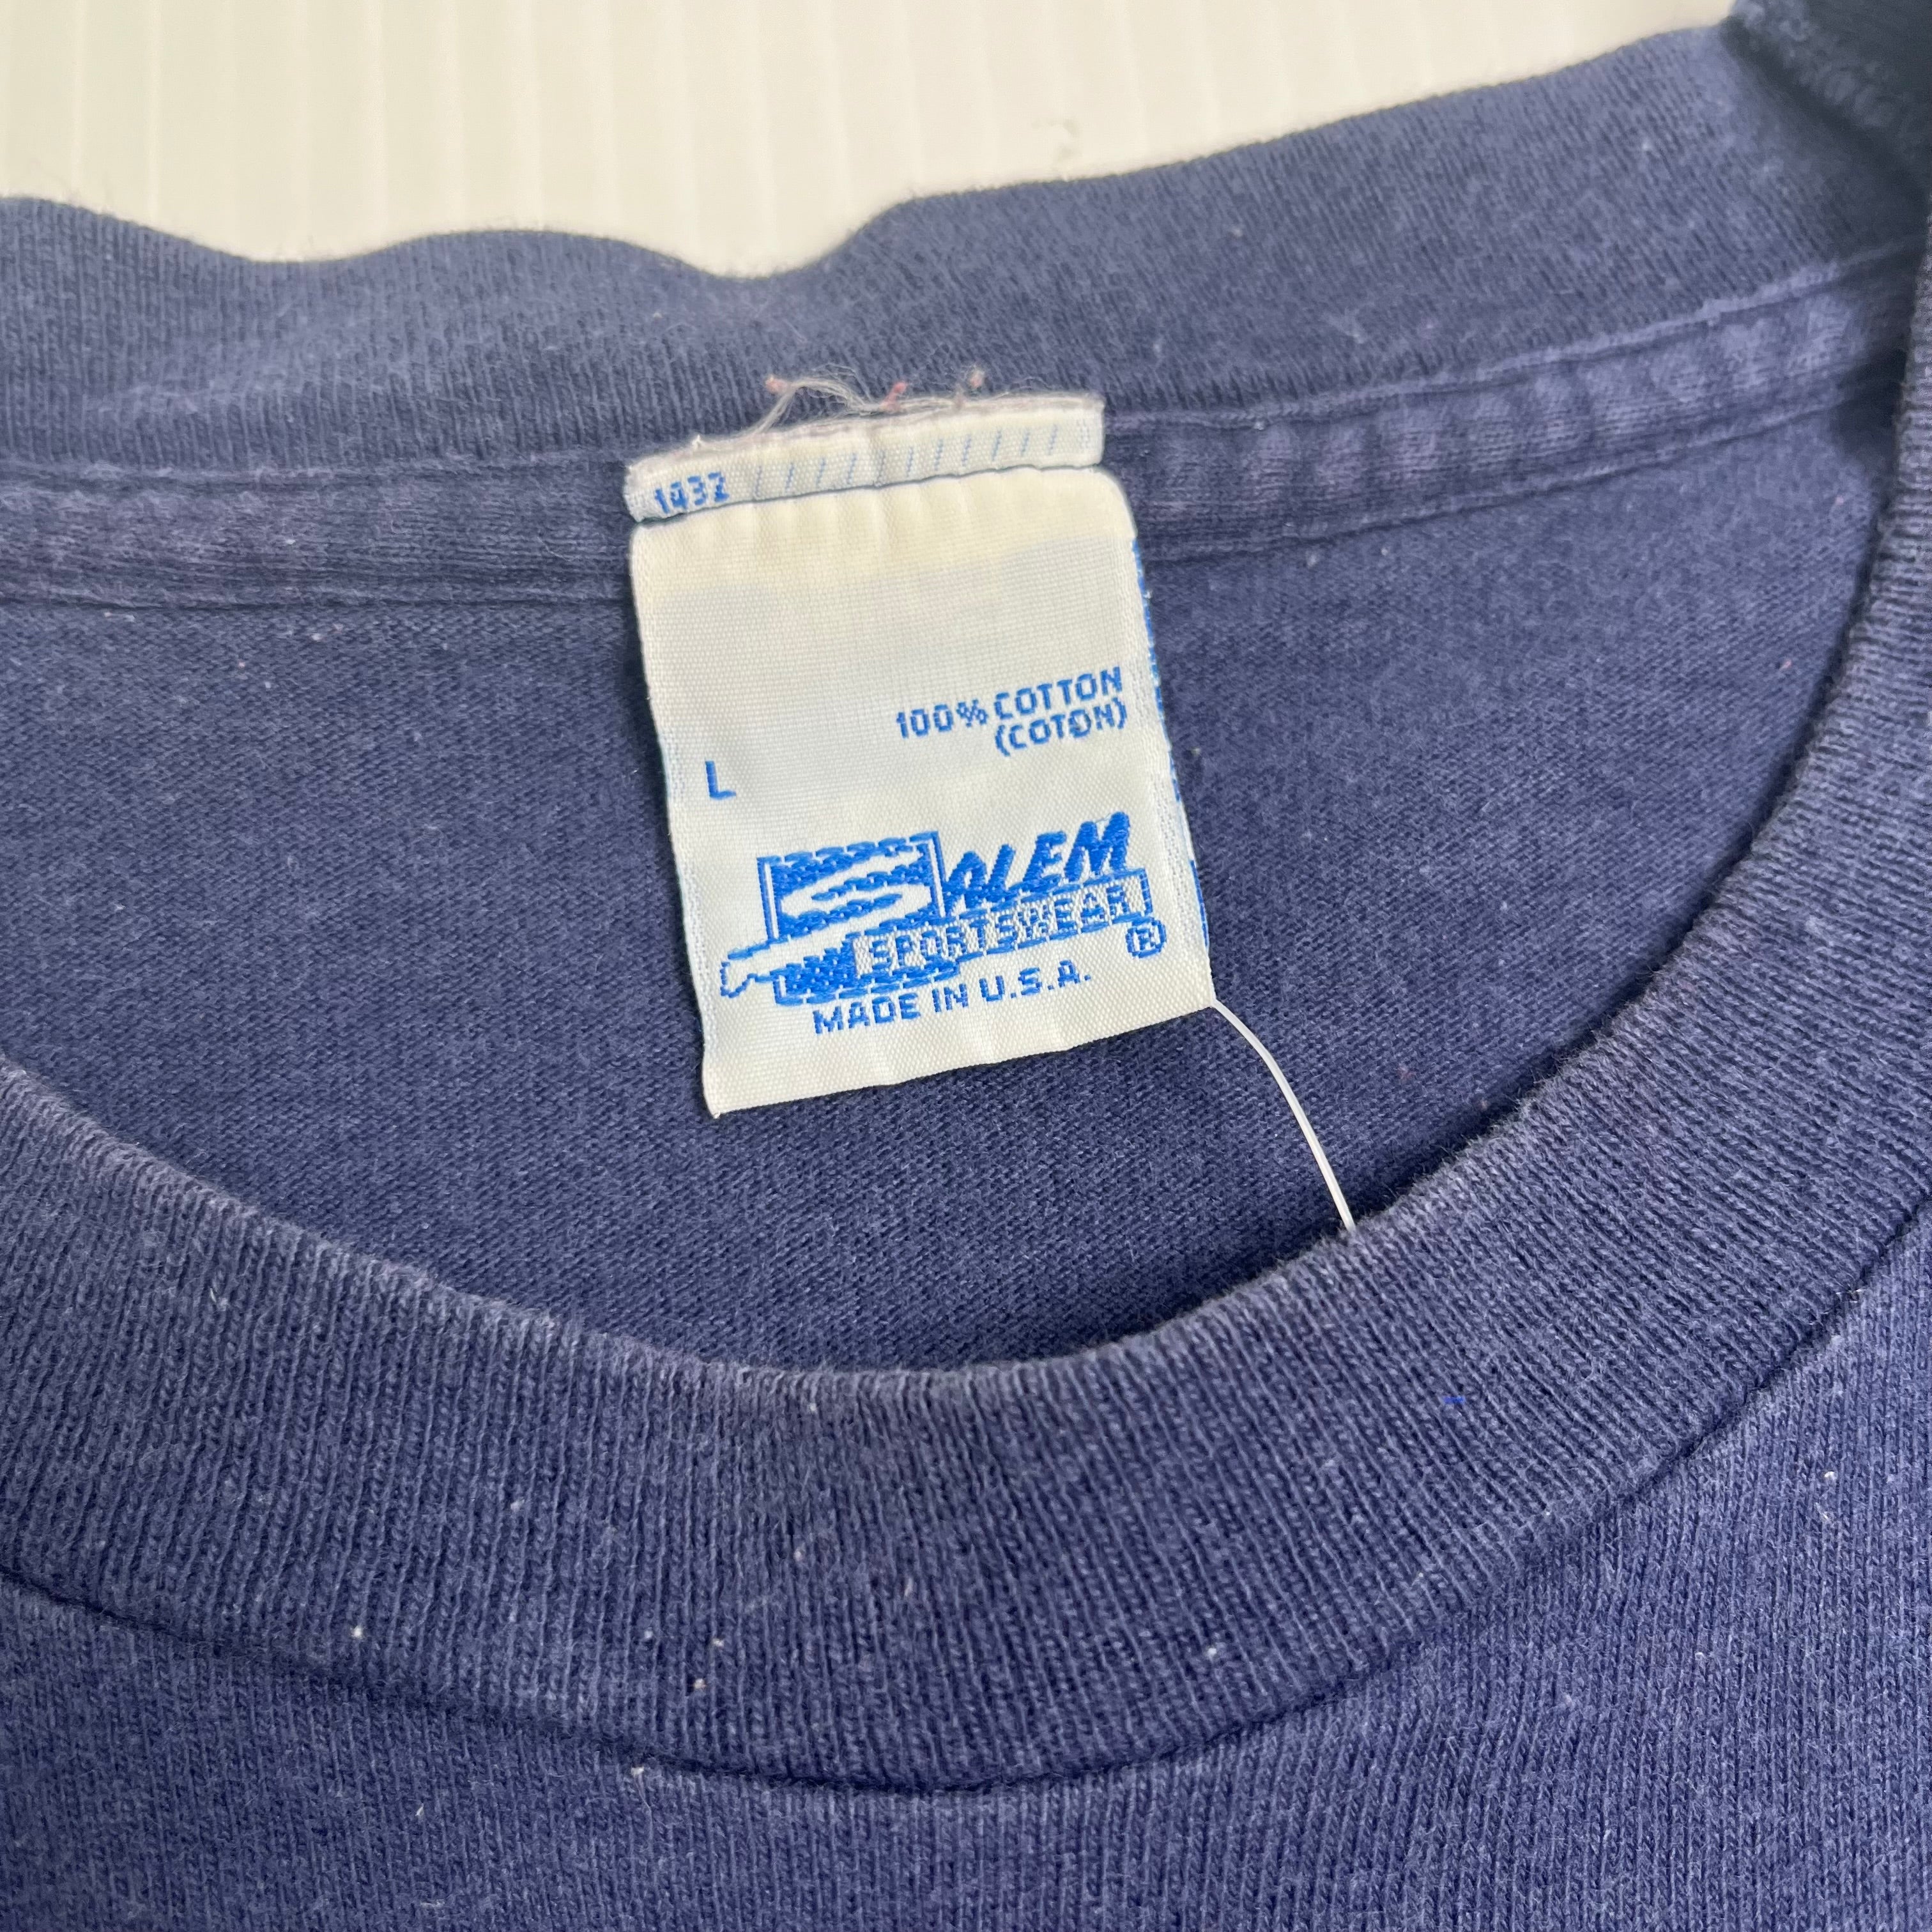 1432
100% COTTON
(COTON)
L
SALEM
SPORTSWEAR
®
MADE IN U.S.A.